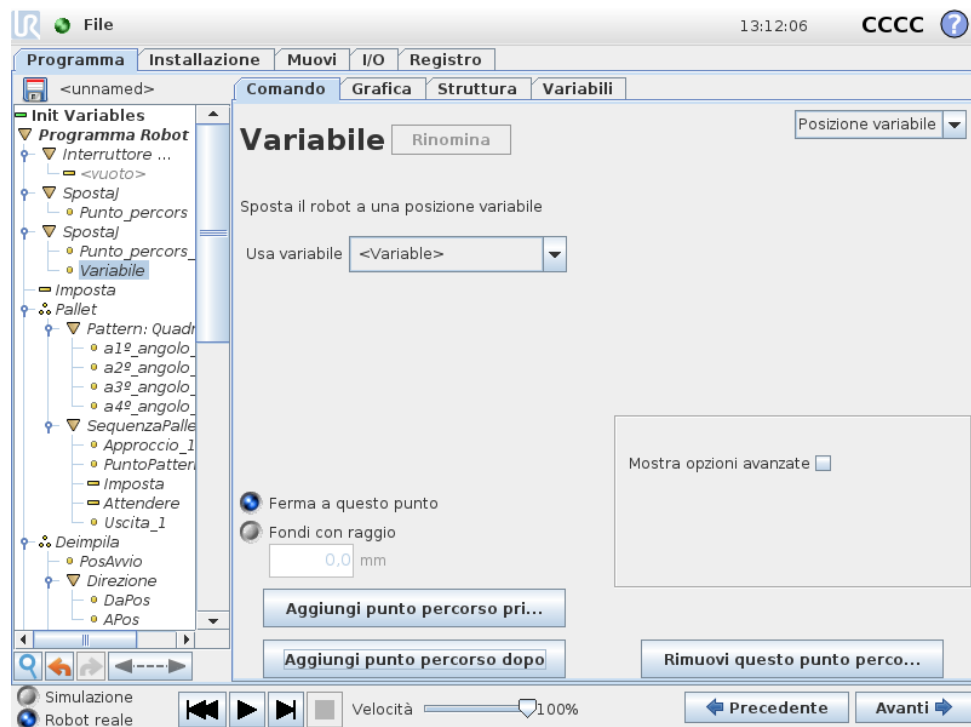 UR File 13:12:06 CCCC ?
Programma Installazione Muovi I/O Registro
<unnamed> Comando Grafica Struttura Variabili
Init Variables
Programma Robot
Interruttore ...
<vuoto>
SpostaJ
Punto_percors
SpostaJ
Punto_percors_
Variabile
Imposta
Pallet
Pattern: Quadr
a1º_angolo_
a2º_angolo_
a3º_angolo_
a4º_angolo_
SequenzaPalle
Approccio_1
PuntoPatteri
Imposta
Attendere
Uscita_1
Deimpila
PosAvvio
Direzione
DaPos
APos
Variabile Rinomina Posizione variabile
Sposta il robot a una posizione variabile
Usa variabile <Variable>
Mostra opzioni avanzate
Ferma a questo punto
Fondi con raggio
0,0 mm
Aggiungi punto percorso pri...
Aggiungi punto percorso dopo Rimuovi questo punto perco...
Simulazione
Robot reale
Velocità 100% Precedente Avanti